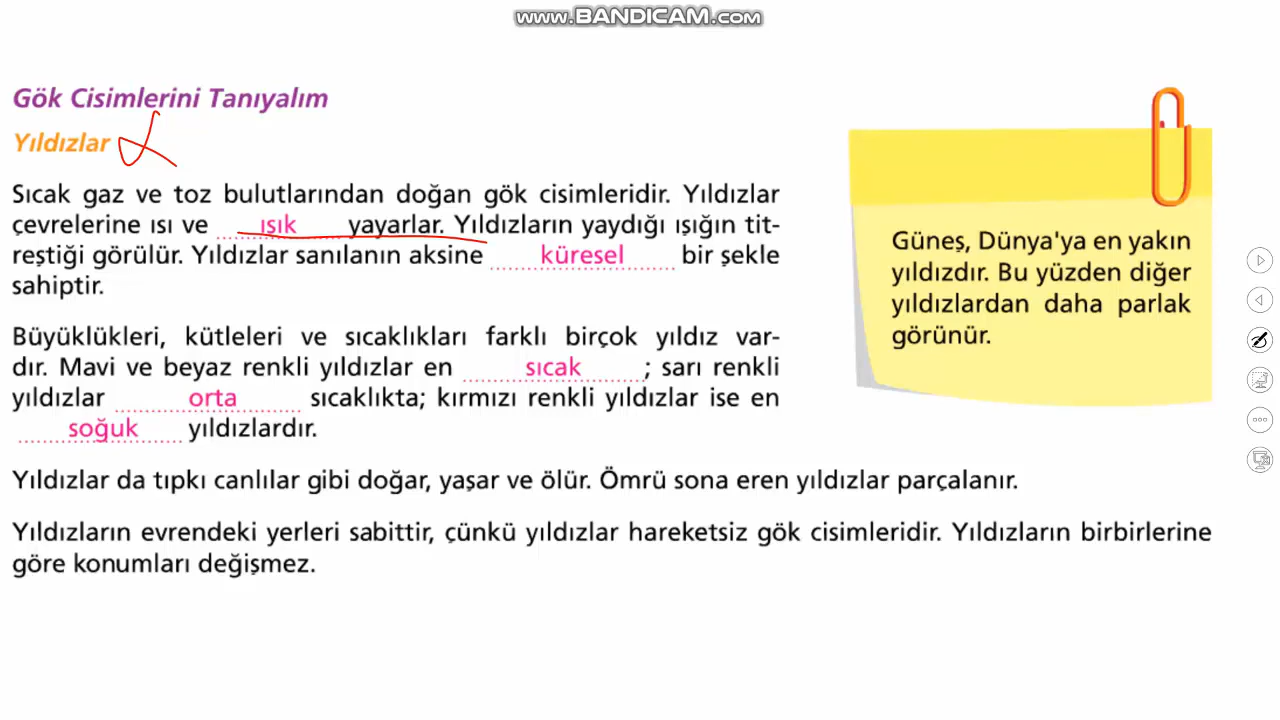 www.BANDICAM.com
Gök Cisimlerini Tanıyalım
Yıldızlar
Sıcak gaz ve toz bulutlarından doğan gök cisimleridir. Yıldızlar
çevrelerine ısı ve ışık yayarlar. Yıldızların yaydığı ışığın tit-
reştiği görülür. Yıldızlar sanılanın aksine küresel bir şekle
sahiptir.
Büyüklükleri, kütleleri ve sıcaklıkları farklı birçok yıldız var-
dır. Mavi ve beyaz renkli yıldızlar en sıcak ; sarı renkli
yıldızlar orta sıcaklıkta; kırmızı renkli yıldızlar ise en
soğuk yıldızlardır.
Yıldızlar da tıpkı canlılar gibi doğar, yaşar ve ölür. Ömrü sona eren yıldızlar parçalanır.
Yıldızların evrendeki yerleri sabittir, çünkü yıldızlar hareketsiz gök cisimleridir. Yıldızların birbirlerine
göre konumları değişmez.
Güneş, Dünya'ya en yakın
yıldızdır. Bu yüzden diğer
yıldızlardan daha parlak
görünür.